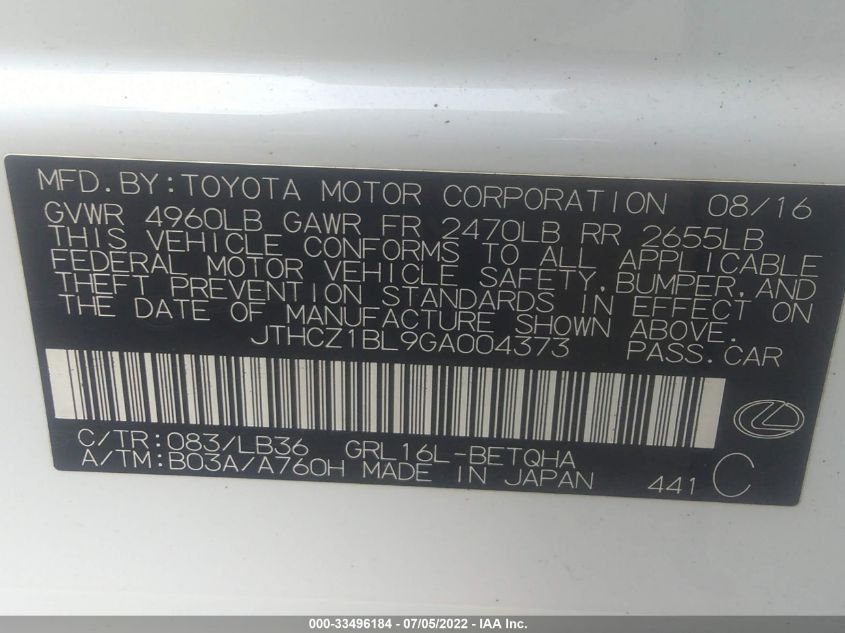 MFD.BY:TOYOTA MOTOR CORPORATION 08/16
GVWR 4960LB GAWR FR 2470LB RR 2655LB
THIS VEHICLE CONFORMS TO ALL APPLICABLE
FEDERAL MOTOR VEHICLE SAFETY,BUMPER,AND
THEFT PREVENTION STANDARDS IN EFFECT ON
THE DATE OF MANUFACTURE SHOWN ABOVE.
JTHCZ1BL9GA004373 PASS.CAR
C/TR:083/LB36 GRL16L-BETQHA
A/TM:B03A/A760H MADE IN JAPAN 441 C
000-33496184 - 07/05/2022 - IAAI Inc.